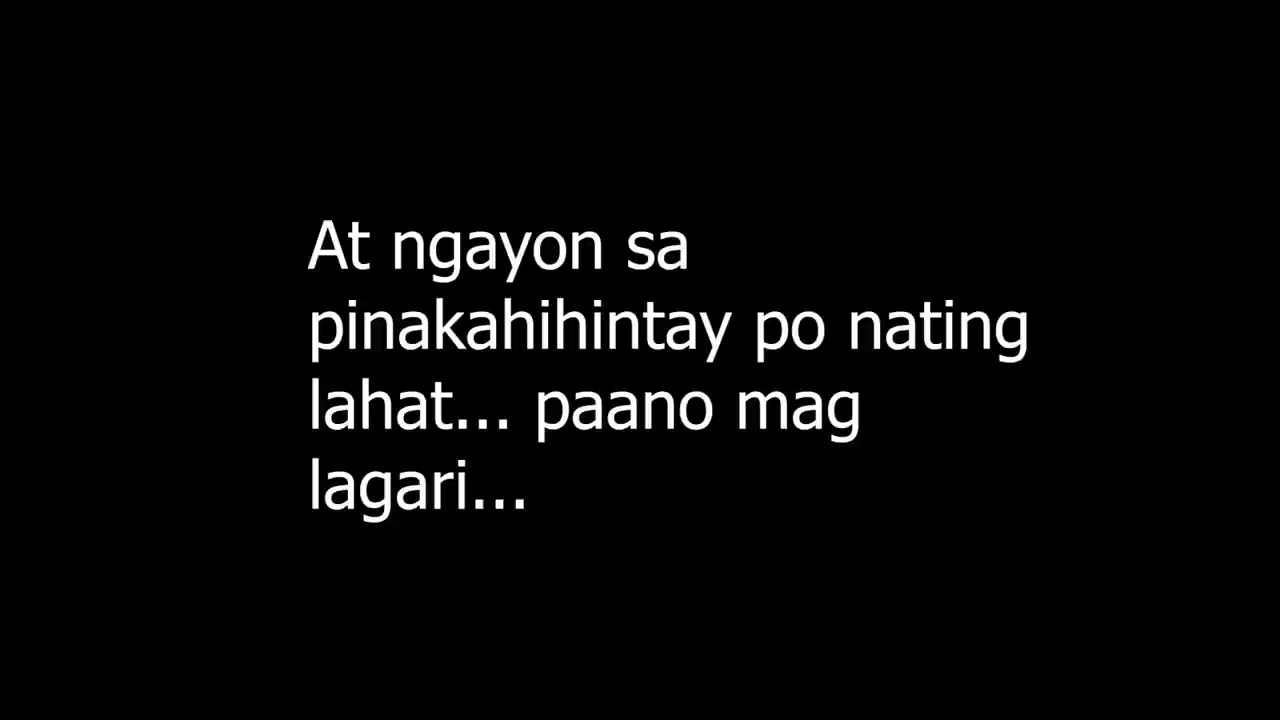 At ngayon sa
pinakahihintay po nating
lahat... paano mag
lagari...